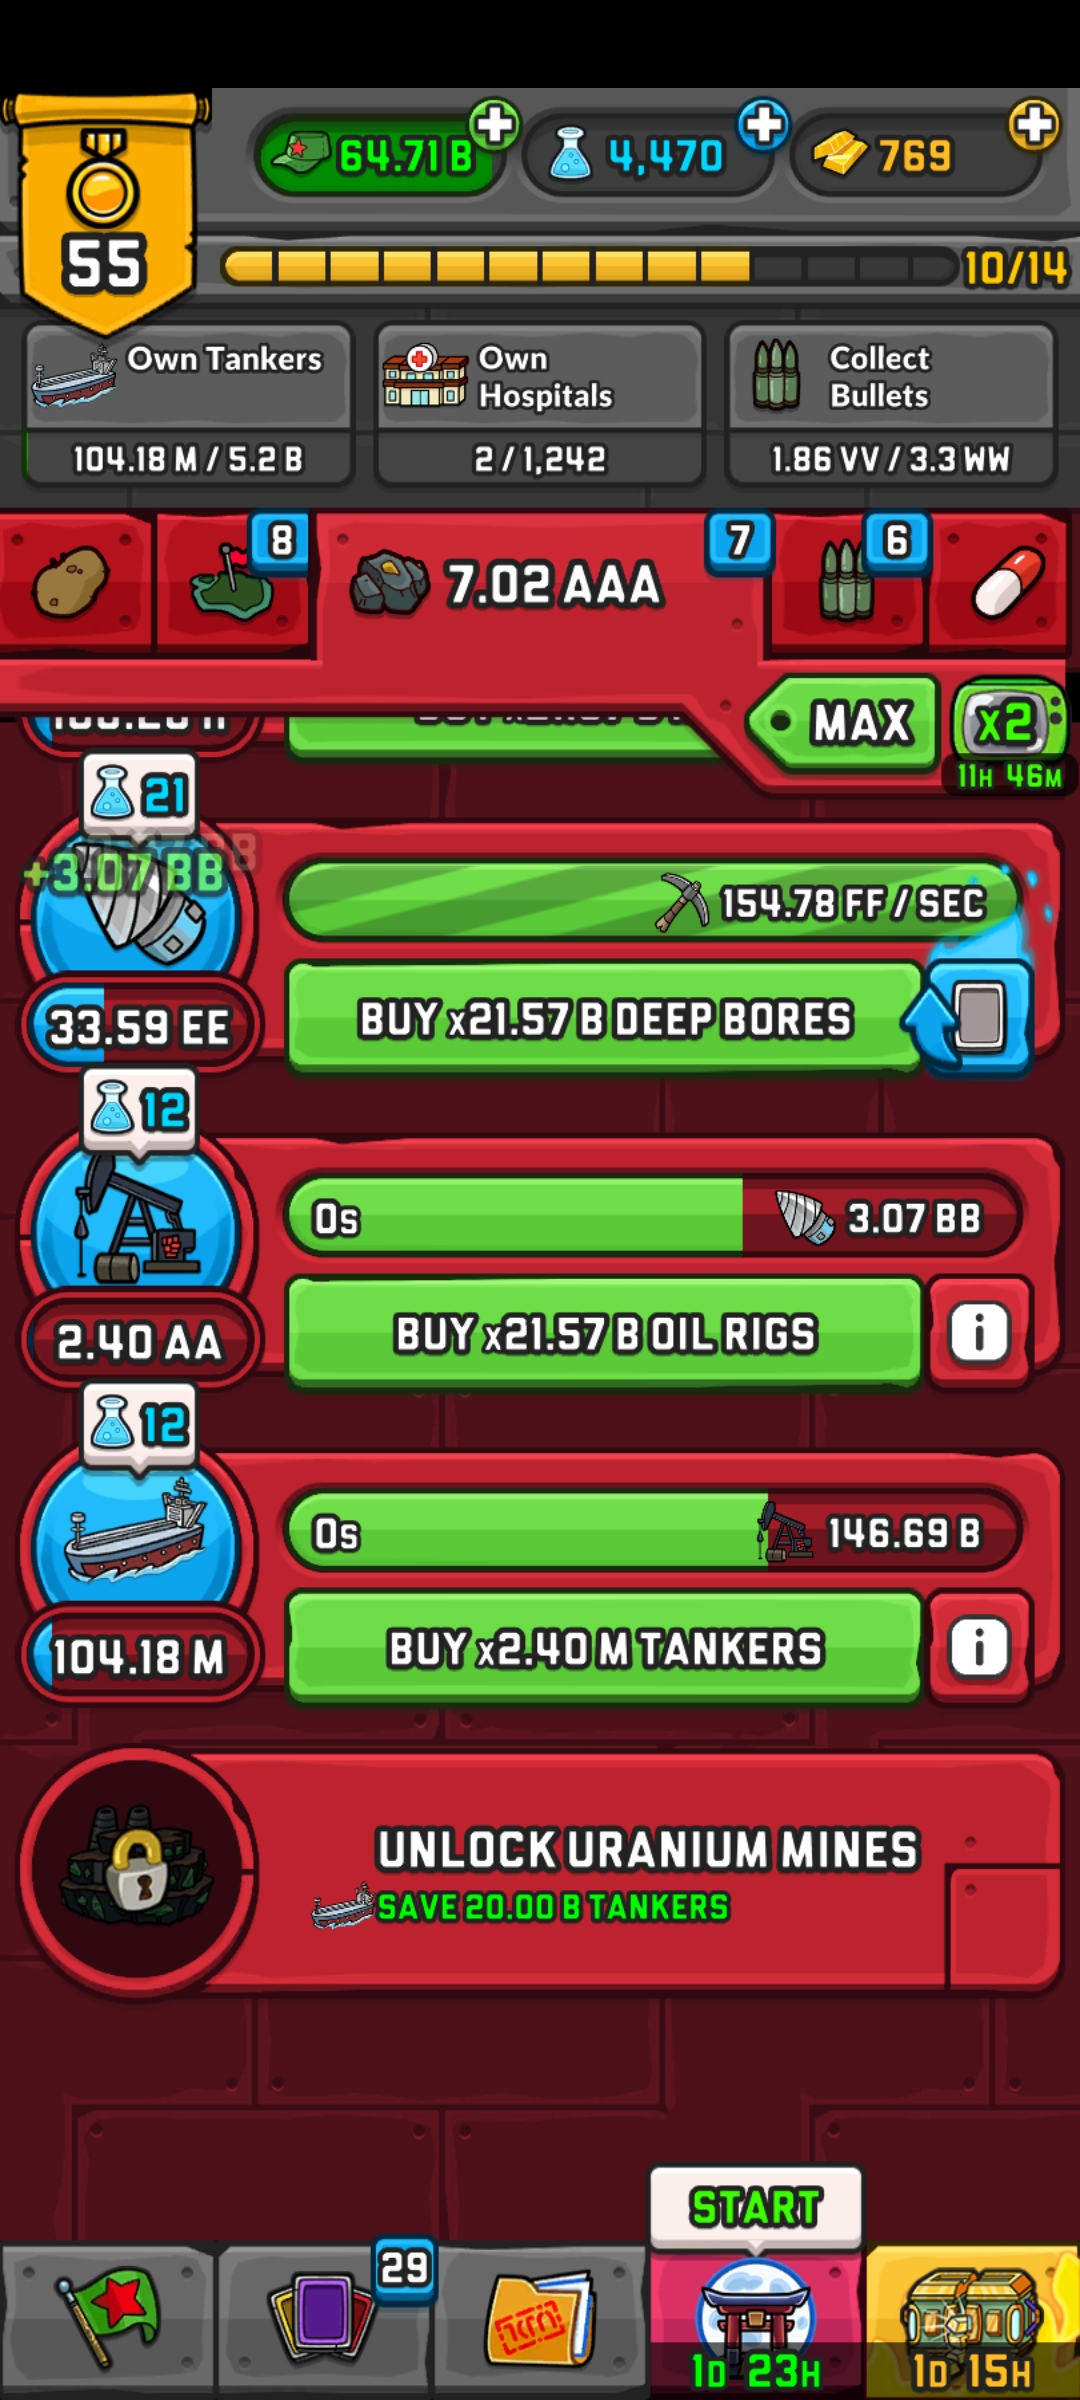 64.71 B
4,470
769
55
10/14
Own Tankers
104.18 M / 5.2 B
Own
Hospitals
2 / 1,242
Collect
Bullets
1.86 VV / 3.3 WW
8
7.02 AAA
7
6
MAX
x2
11H 46M
21
+3.07 BB
154.78 FF / SEC
33.59 EE
BUY x21.57 B DEEP BORES
12
0s
3.07 BB
2.40 AA
BUY x21.57 B OIL RIGS
i
12
0s
146.69 B
104.18 M
BUY x2.40 M TANKERS
i
UNLOCK URANIUM MINES
SAVE 20.00 B TANKERS
START
29
1D 23H
1D 15H